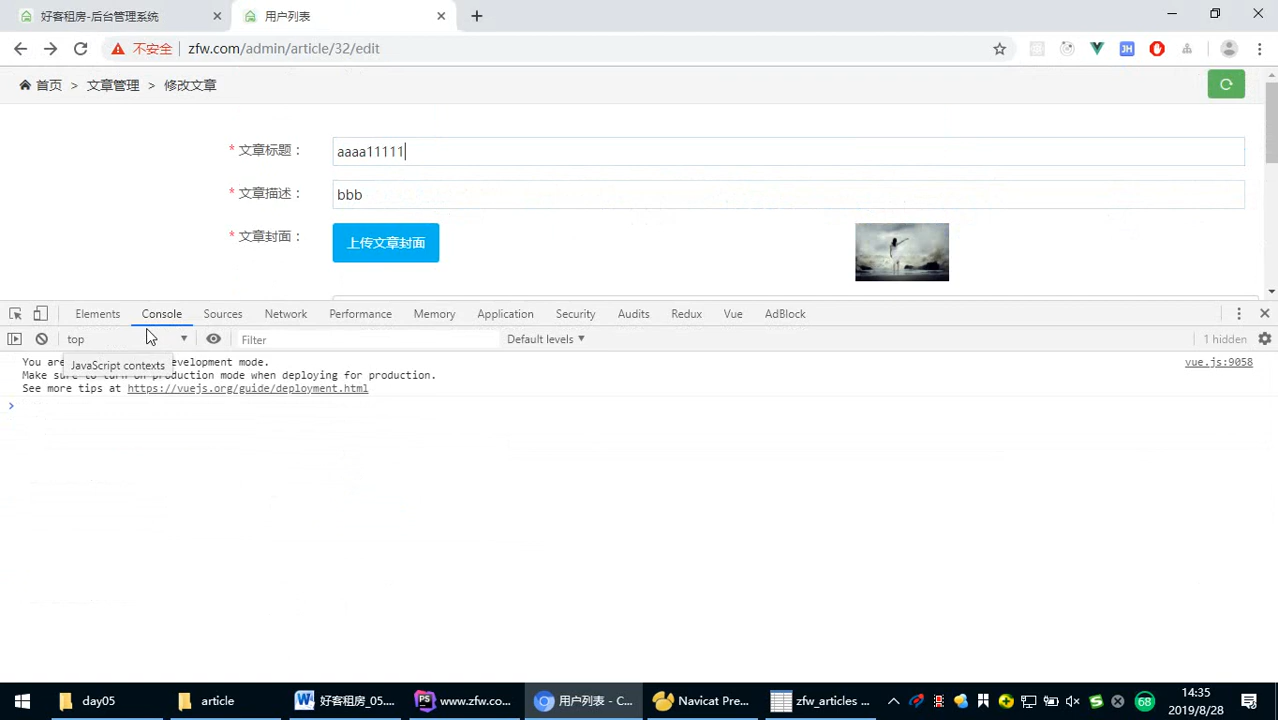 好客租房-后台管理系统
用户列表
不安全 zfw.com/admin/article/32/edit
首页 > 文章管理 > 修改文章
* 文章标题： aaaa11111
* 文章描述： bbb
* 文章封面： 上传文章封面
Elements Console Sources Network Performance Memory Application Security Audits Redux Vue AdBlock
top Filter Default levels 1 hidden
You are development mode. vue.js:9058
JavaScript contexts
Make sure to turn on production mode when deploying for production.
See more tips at https://vuejs.org/guide/deployment.html
day05 article 好客租房_05.... www.zfw.co... 用户列表 - C... Navicat Pre... zfw_articles ... 68 14:35
2019/8/28